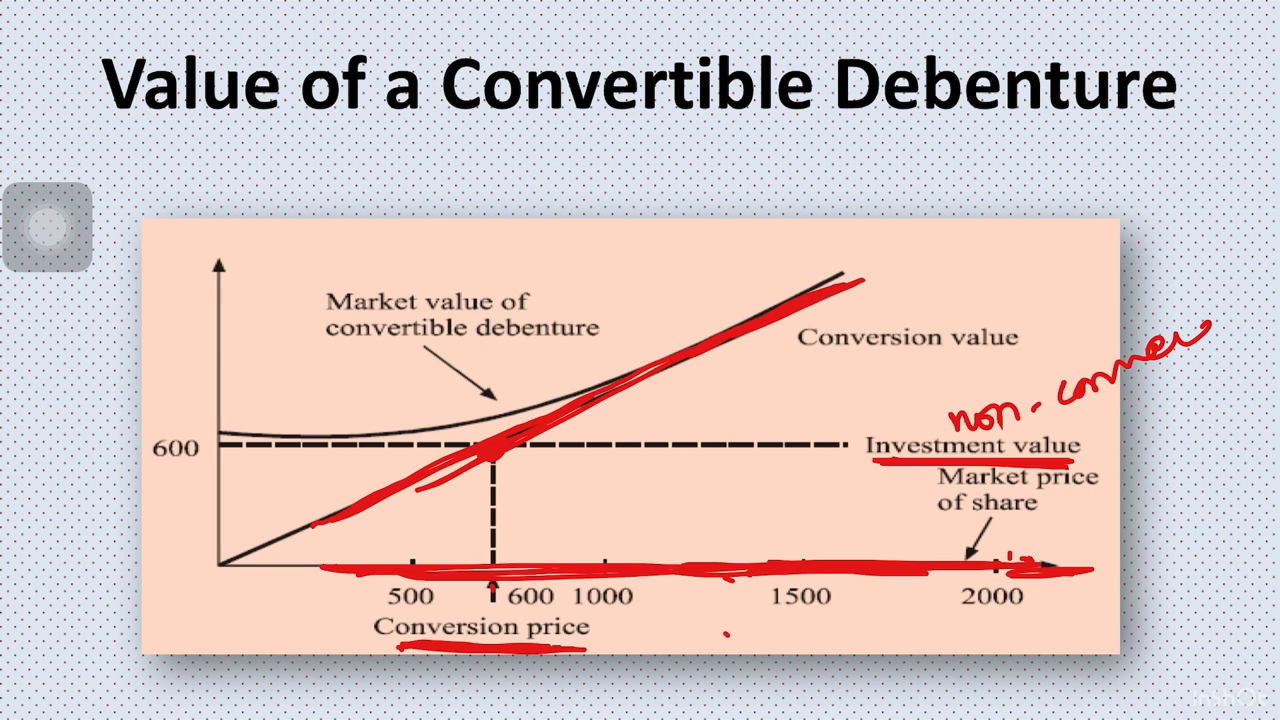 Value of a Convertible Debenture
Market value of
convertible debenture
Conversion value
non-
600
Investment value
Market price
of share
500
600
1000
1500
2000
Conversion price